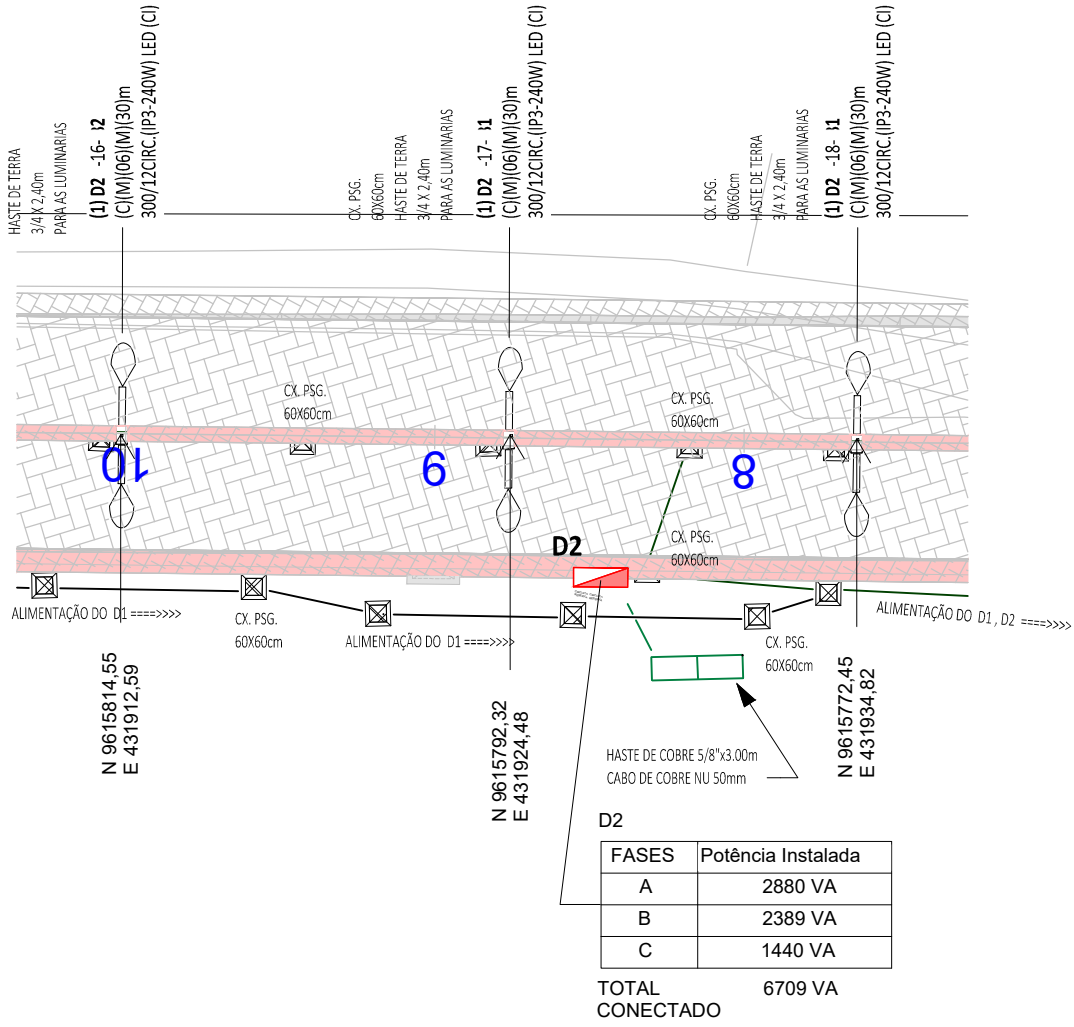 HASTE DE TERRA
3/4 X 2,40m
PARA AS LUMINARIAS
(1) D2 -16- I2
(C)(M)(06)(M)(30)m
300/12CIRC.(IP3-240W) LED (CI)
CX. PSG.
60X60cm
HASTE DE TERRA
3/4 X 2,40m
PARA AS LUMINARIAS
(1) D2 -17- I1
(C)(M)(06)(M)(30)m
300/12CIRC.(IP3-240W) LED (CI)
CX. PSG.
60X60cm
HASTE DE TERRA
3/4 X 2,40m
PARA AS LUMINARIAS
(1) D2 -18- I1
(C)(M)(06)(M)(30)m
300/12CIRC.(IP3-240W) LED (CI)
CX. PSG.
60X60cm
CX. PSG.
60X60cm
10
9
8
CX. PSG.
60X60cm
D2
ALIMENTAÇÃO DO D1 ====>>>>
CX. PSG.
60X60cm
ALIMENTAÇÃO DO D1 ====>>>>
CX. PSG.
60X60cm
ALIMENTAÇÃO DO D1 , D2 ====>>>>
N 9615814,55
E 431912,59
N 9615792,32
E 431924,48
N 9615772,45
E 431934,82
HASTE DE COBRE 5/8"x3.00m
CABO DE COBRE NU 50mm
D2
FASES Potência Instalada
A 2880 VA
B 2389 VA
C 1440 VA
TOTAL CONECTADO 6709 VA